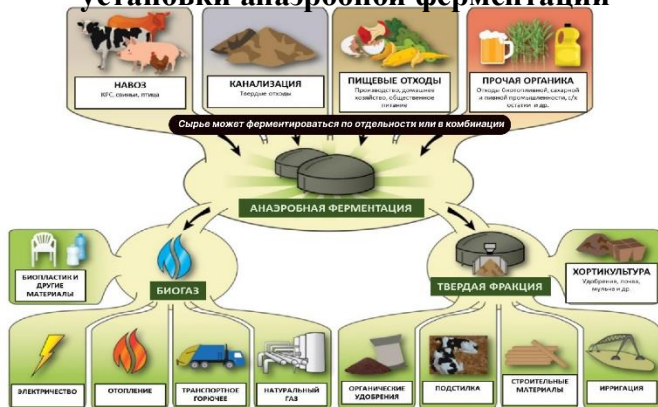 установки анаэробной ферментации
НАВОЗ
КРС, свиньи, птица
КАНАЛИЗАЦИЯ
Твердые отходы
ПИЩЕВЫЕ ОТХОДЫ
Производство, домашнее
хозяйство, общественное
питание
ПРОЧАЯ ОРГАНИКА
Отходы биотопливной, сахарной
и пивной промышленности, с/х
остатки и др.
Сырье может ферментироваться по отдельности или в комбинации
АНАЭРОБНАЯ ФЕРМЕНТАЦИЯ
БИОПЛАСТИК И
ДРУГИЕ
МАТЕРИАЛЫ
БИОГАЗ
ТВЕРДАЯ ФРАКЦИЯ
ХОРТИКУЛЬТУРА
Удобрения, почва,
мульча и др.
ЭЛЕКТРИЧЕСТВО
ОТОПЛЕНИЕ
ТРАНСПОРТНОЕ
ГОРЮЧЕЕ
НАТУРАЛЬНЫЙ
ГАЗ
ОРГАНИЧЕСКИЕ
УДОБРЕНИЯ
ПОДСТИЛКА
СТРОИТЕЛЬНЫЕ
МАТЕРИАЛЫ
ИРРИГАЦИЯ